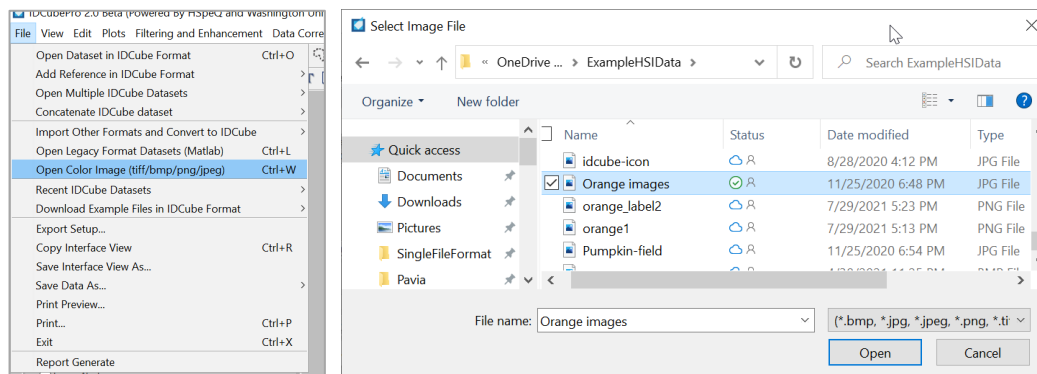 IDCubePro 2.0 Beta (Powered by HSpeQ and Washington Uni
File View Edit Plots Filtering and Enhancement Data Corre
Open Dataset in IDCube Format Ctrl+O
Add Reference in IDCube Format >
Open Multiple IDCube Datasets >
Concatenate IDCube dataset >
Import Other Formats and Convert to IDCube >
Open Legacy Format Datasets (Matlab) Ctrl+L
Open Color Image (tiff/bmp/png/jpeg) Ctrl+W
Recent IDCube Datasets >
Download Example Files in IDCube Format >
Export Setup...
Copy Interface View Ctrl+R
Save Interface View As...
Save Data As... >
Print Preview...
Print... Ctrl+P
Exit Ctrl+X
Report Generate
Select Image File
« OneDrive ... > ExampleHSIData >
Search ExampleHSIData
Organize New folder
Name Status Date modified Type
Quick access
Documents
Downloads
Pictures
SingleFileFormat
Pavia
idcube-icon 8/28/2020 4:12 PM JPG File
Orange images 11/25/2020 6:48 PM JPG File
orange_label2 7/29/2021 5:23 PM PNG File
orange1 7/29/2021 5:13 PM PNG File
Pumpkin-field 11/25/2020 6:54 PM JPG File
File name: Orange images (*.bmp, *.jpg, *.jpeg, *.png, *.ti
Open Cancel